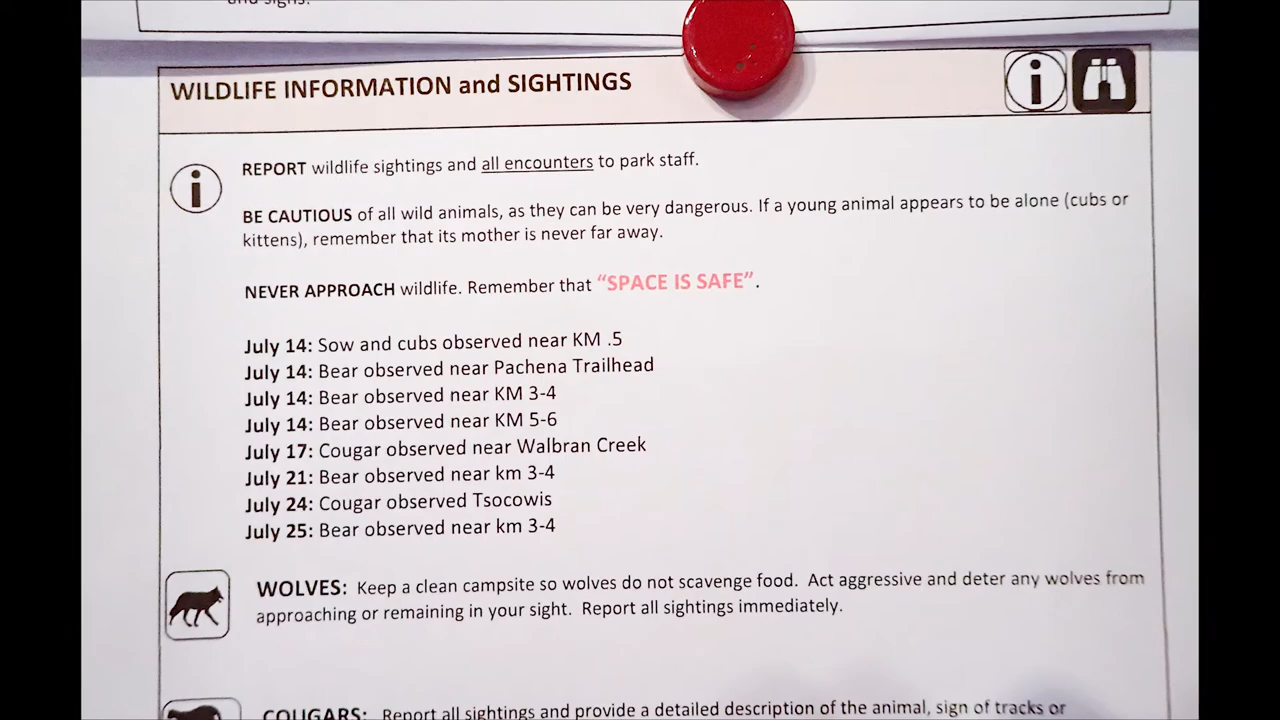 and signs.
WILDLIFE INFORMATION and SIGHTINGS
REPORT wildlife sightings and all encounters to park staff.
BE CAUTIOUS of all wild animals, as they can be very dangerous. If a young animal appears to be alone (cubs or
kittens), remember that its mother is never far away.
NEVER APPROACH wildlife. Remember that “SPACE IS SAFE”.
July 14: Sow and cubs observed near KM .5
July 14: Bear observed near Pachena Trailhead
July 14: Bear observed near KM 3-4
July 14: Bear observed near KM 5-6
July 17: Cougar observed near Walbran Creek
July 21: Bear observed near km 3-4
July 24: Cougar observed Tsocowis
July 25: Bear observed near km 3-4
WOLVES: Keep a clean campsite so wolves do not scavenge food. Act aggressive and deter any wolves from
approaching or remaining in your sight. Report all sightings immediately.
COUGARS: Report all sightings and provide a detailed description of the animal, sign of tracks or